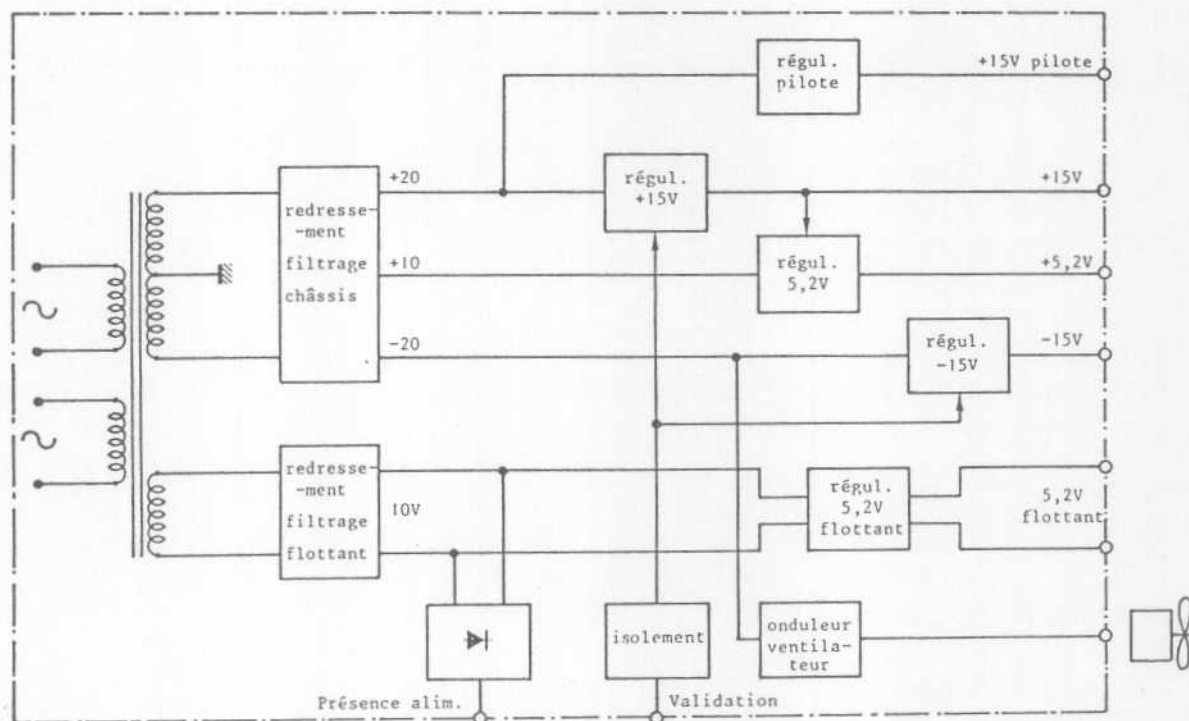 régul.
pilote
+15V pilote
redresse-
-ment
filtrage
châssis
+20
+10
-20
régul.
+15V
+15V
régul.
5,2V
+5,2V
régul.
-15V
-15V
redresse-
-ment
filtrage
flottant
10V
régul.
5,2V
flottant
5,2V
flottant
isolement
onduleur
ventila-
teur
Présence alim.
Validation